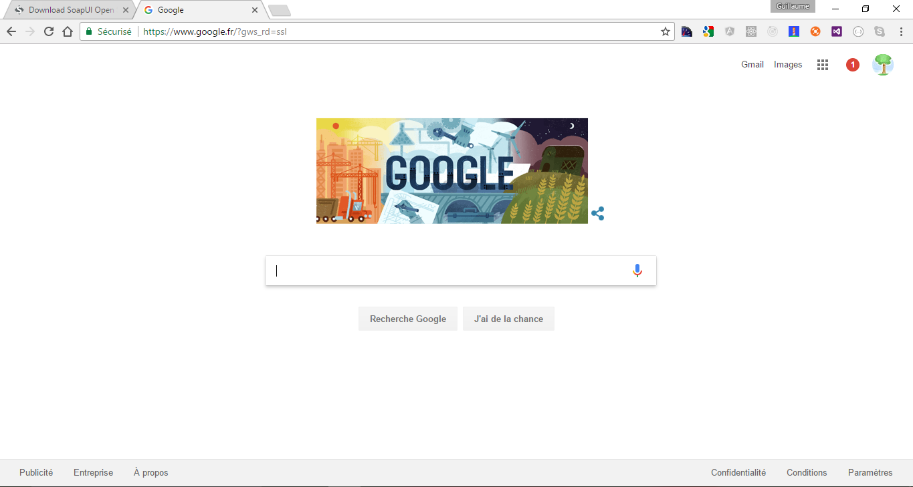 Guillaume
Download SoapUI Open
Google
Sécurisé
https://www.google.fr/?gws_rd=ssl
Gmail Images 1
GOOGLE
Recherche Google J'ai de la chance
Publicité Entreprise À propos Confidentialité Conditions Paramètres